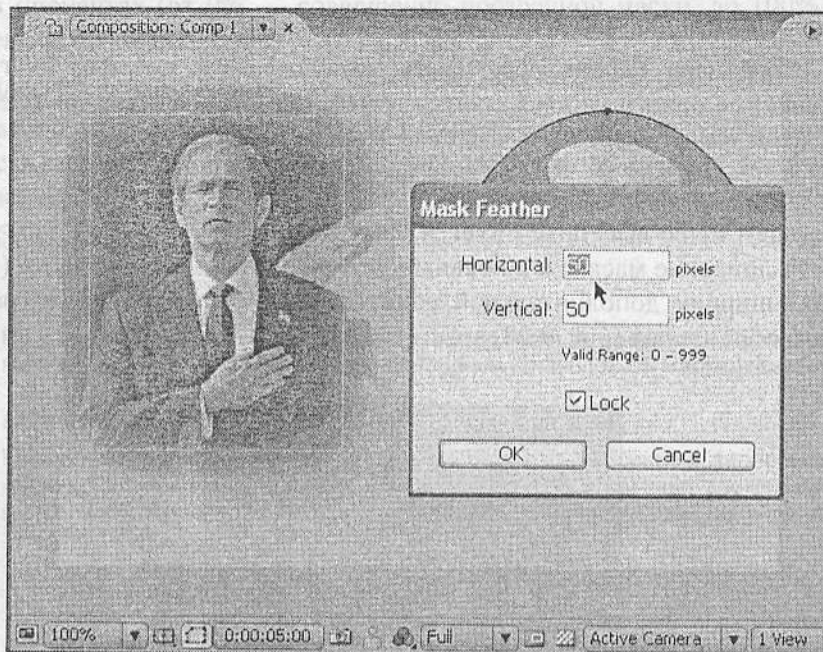 Composition: Comp 1
Mask Feather
Horizontal: pixels
Vertical: 50 pixels
Valid Range: 0 - 999
Lock
OK Cancel
100% 0:00:05:00 Full Active Camera 1 View